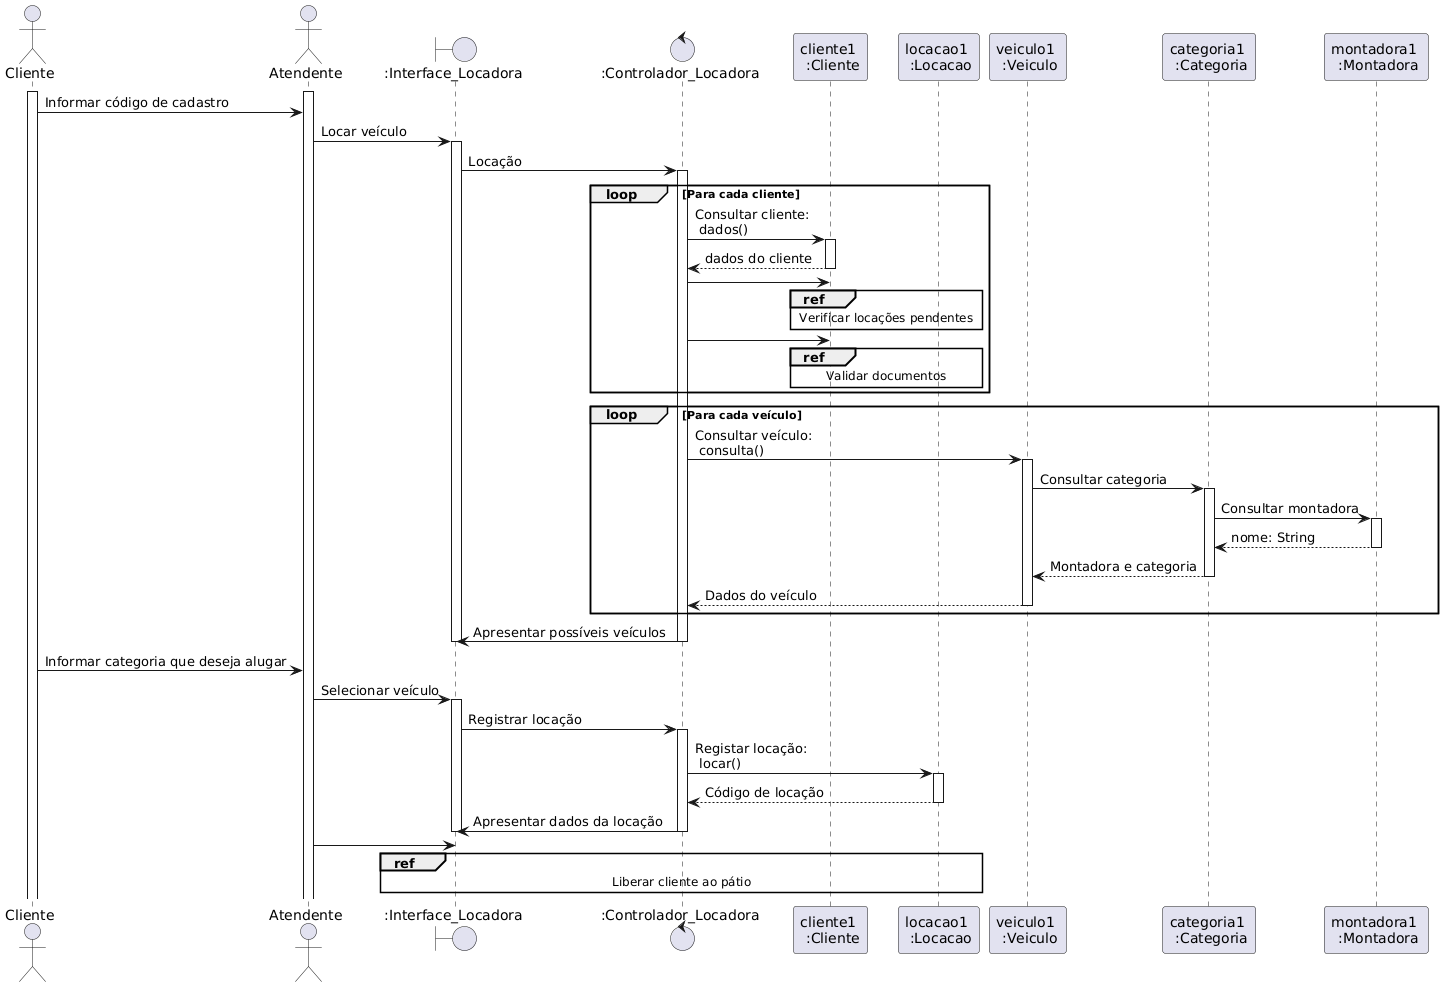 Cliente
Atendente
:Interface_Locadora
:Controlador_Locadora
cliente1
:Cliente
locacao1
:Locacao
veiculo1
:Veiculo
categoria1
:Categoria
montadora1
:Montadora
Informar código de cadastro
Locar veículo
Locação
loop
[Para cada cliente]
Consultar cliente:
dados()
dados do cliente
ref
Verificar locações pendentes
ref
Validar documentos
loop
[Para cada veículo]
Consultar veículo:
consulta()
Consultar categoria
Consultar montadora
nome: String
Montadora e categoria
Dados do veículo
Apresentar possíveis veículos
Informar categoria que deseja alugar
Selecionar veículo
Registrar locação
Registar locação:
locar()
Código de locação
Apresentar dados da locação
ref
Liberar cliente ao pátio
Cliente
Atendente
:Interface_Locadora
:Controlador_Locadora
cliente1
:Cliente
locacao1
:Locacao
veiculo1
:Veiculo
categoria1
:Categoria
montadora1
:Montadora